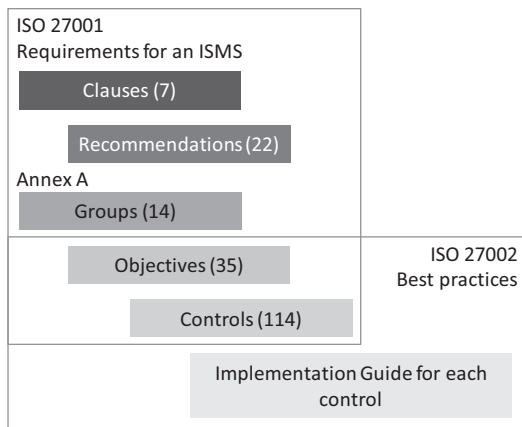 ISO 27001
Requirements for an ISMS
Clauses (7)
Recommendations (22)
Annex A
Groups (14)
Objectives (35)
ISO 27002
Best practices
Controls (114)
Implementation Guide for each
control